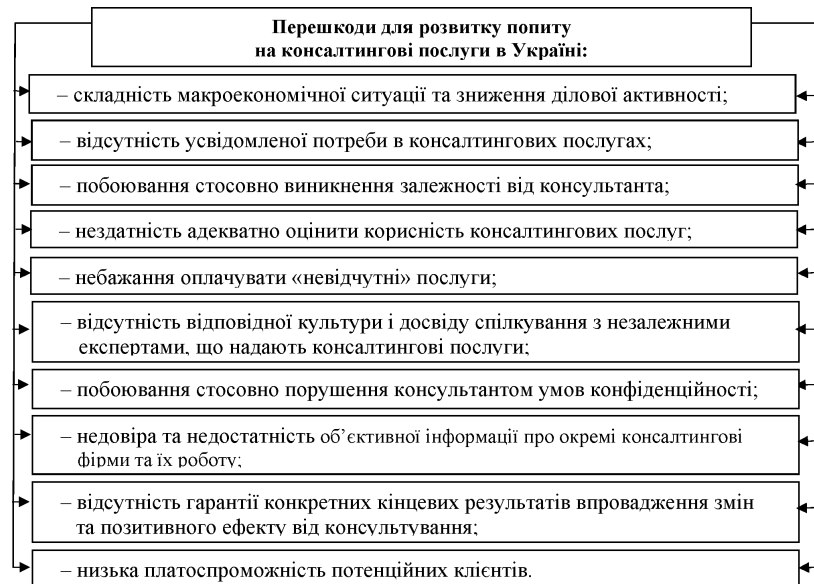 Перешкоди для розвитку попиту
на консалтингові послуги в Україні:
– складність макроекономічної ситуації та зниження ділової активності;
– відсутність усвідомленої потреби в консалтингових послугах;
– побоювання стосовно виникнення залежності від консультанта;
– нездатність адекватно оцінити корисність консалтингових послуг;
– небажання оплачувати «невідчутні» послуги;
– відсутність відповідної культури і досвіду спілкування з незалежними
експертами, що надають консалтингові послуги;
– побоювання стосовно порушення консультантом умов конфіденційності;
– недовіра та недостатність об’єктивної інформації про окремі консалтингові
фірми та їх роботу;
– відсутність гарантії конкретних кінцевих результатів впровадження змін
та позитивного ефекту від консультування;
– низька платоспроможність потенційних клієнтів.